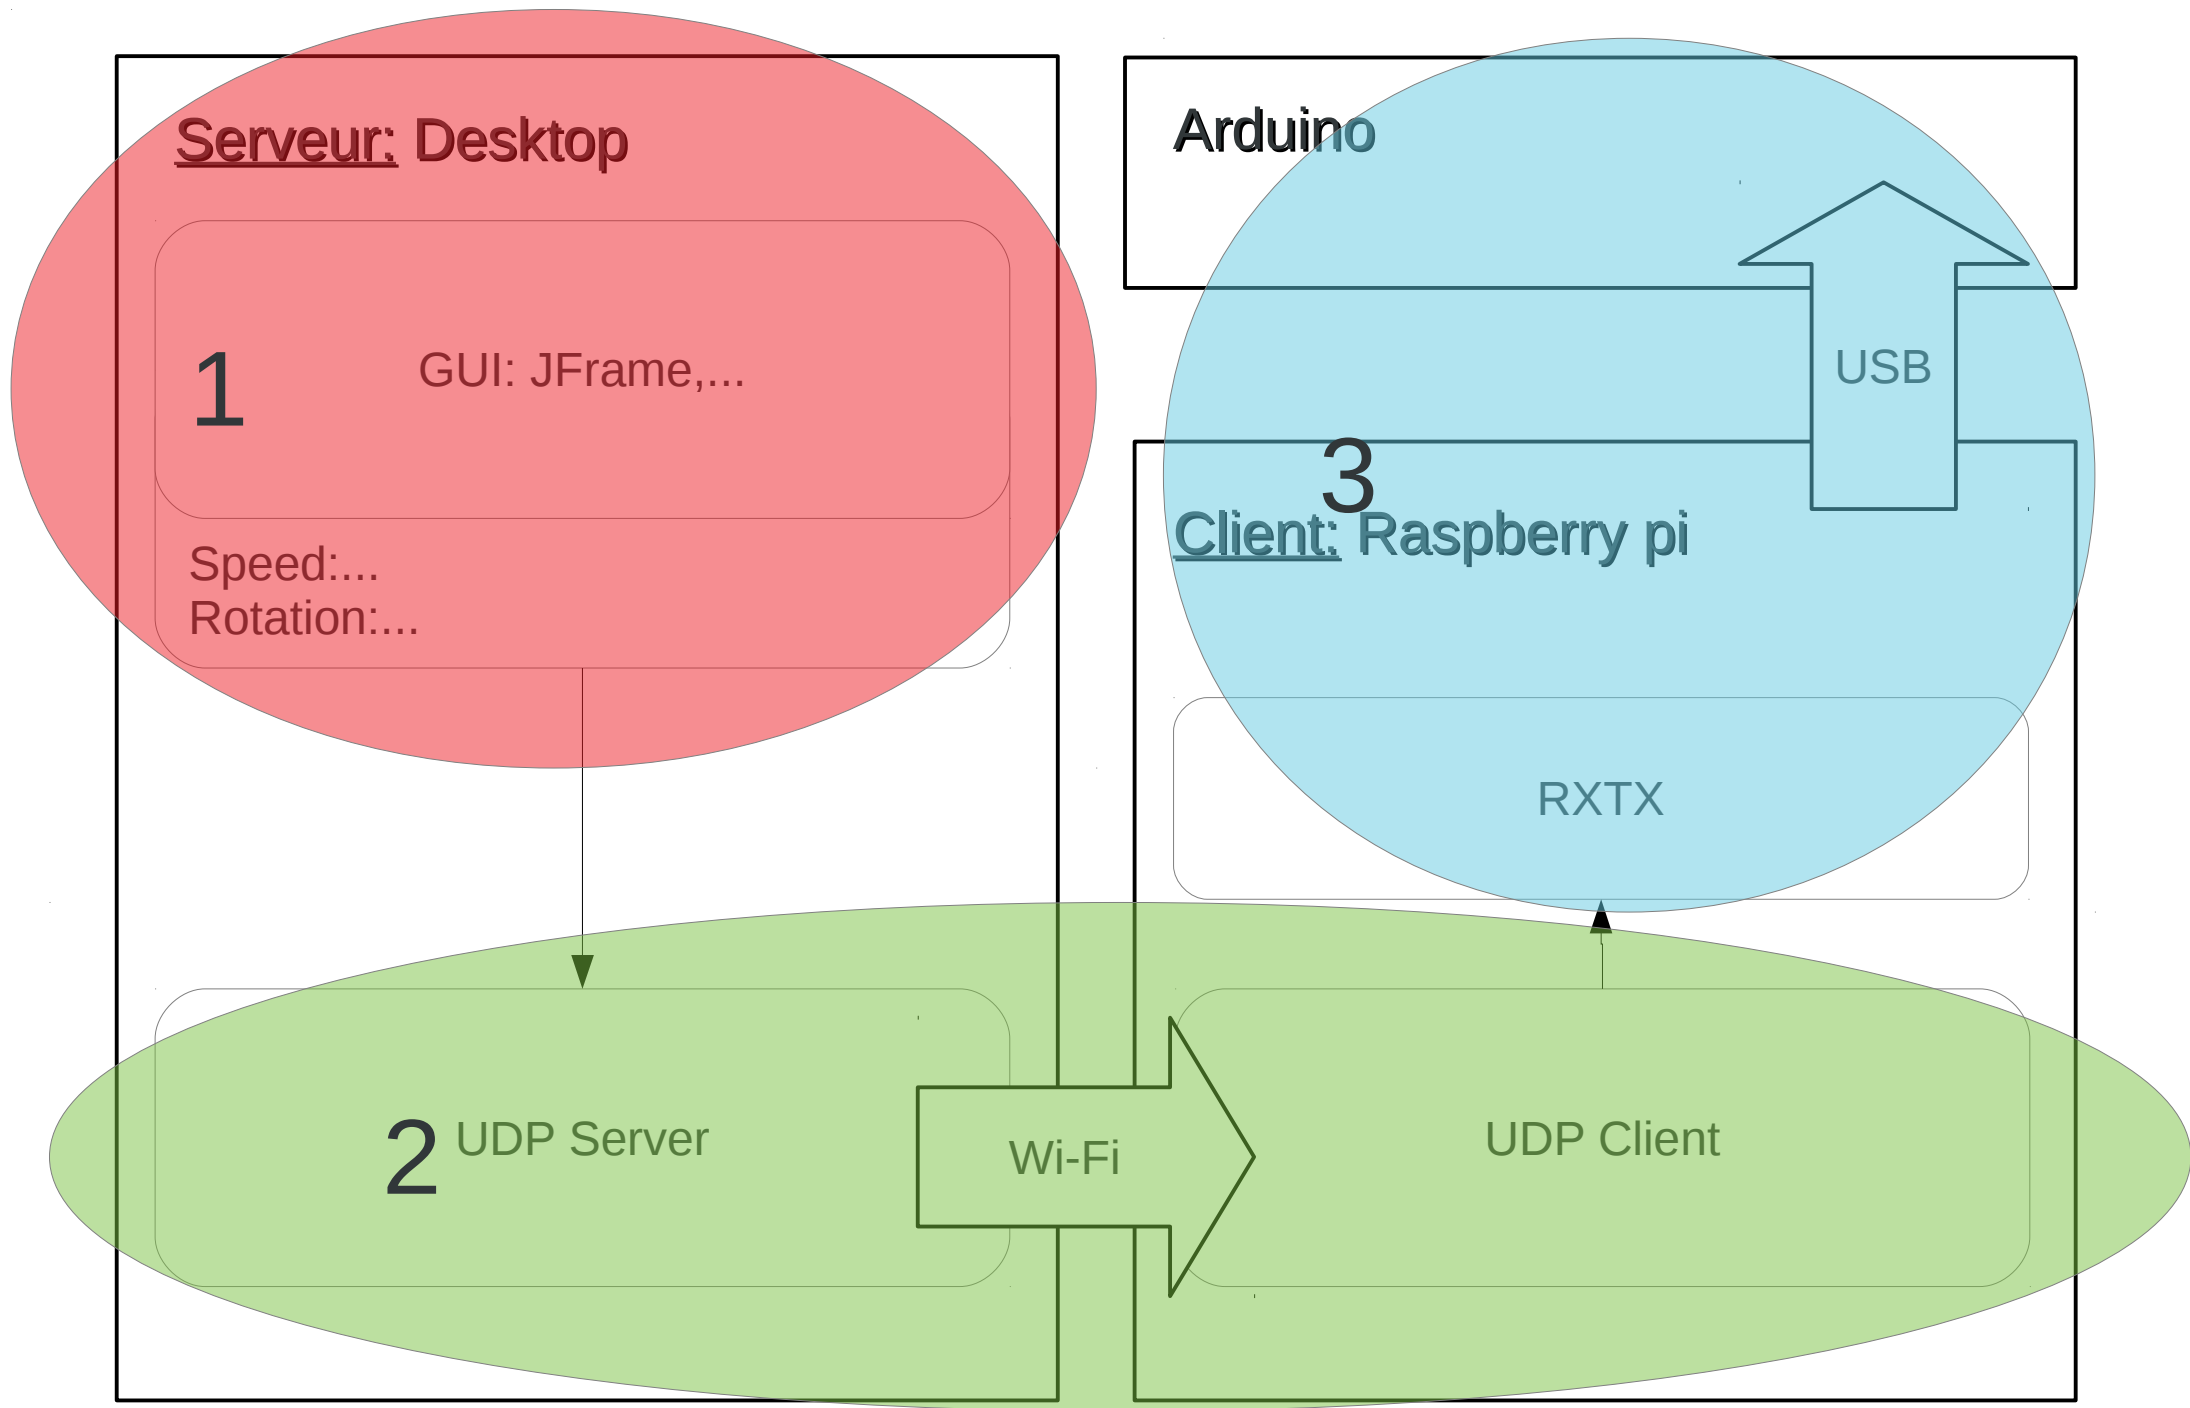 Serveur: Desktop
1
GUI: JFrame,...
Speed:...
Rotation:...
2
UDP Server
Wi-Fi
Arduino
USB
3
Client: Raspberry pi
RXTX
UDP Client